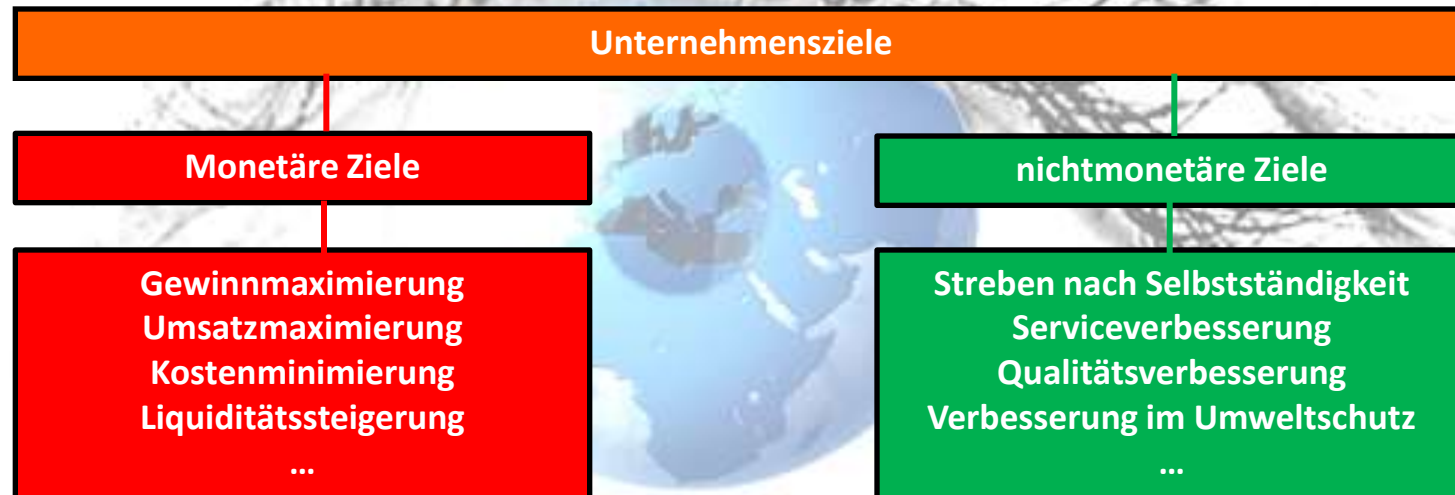 Unternehmensziele
Monetäre Ziele
nichtmonetäre Ziele
Gewinnmaximierung
Umsatzmaximierung
Kostenminimierung
Liquiditätssteigerung
...
Streben nach Selbstständigkeit
Serviceverbesserung
Qualitätsverbesserung
Verbesserung im Umweltschutz
...